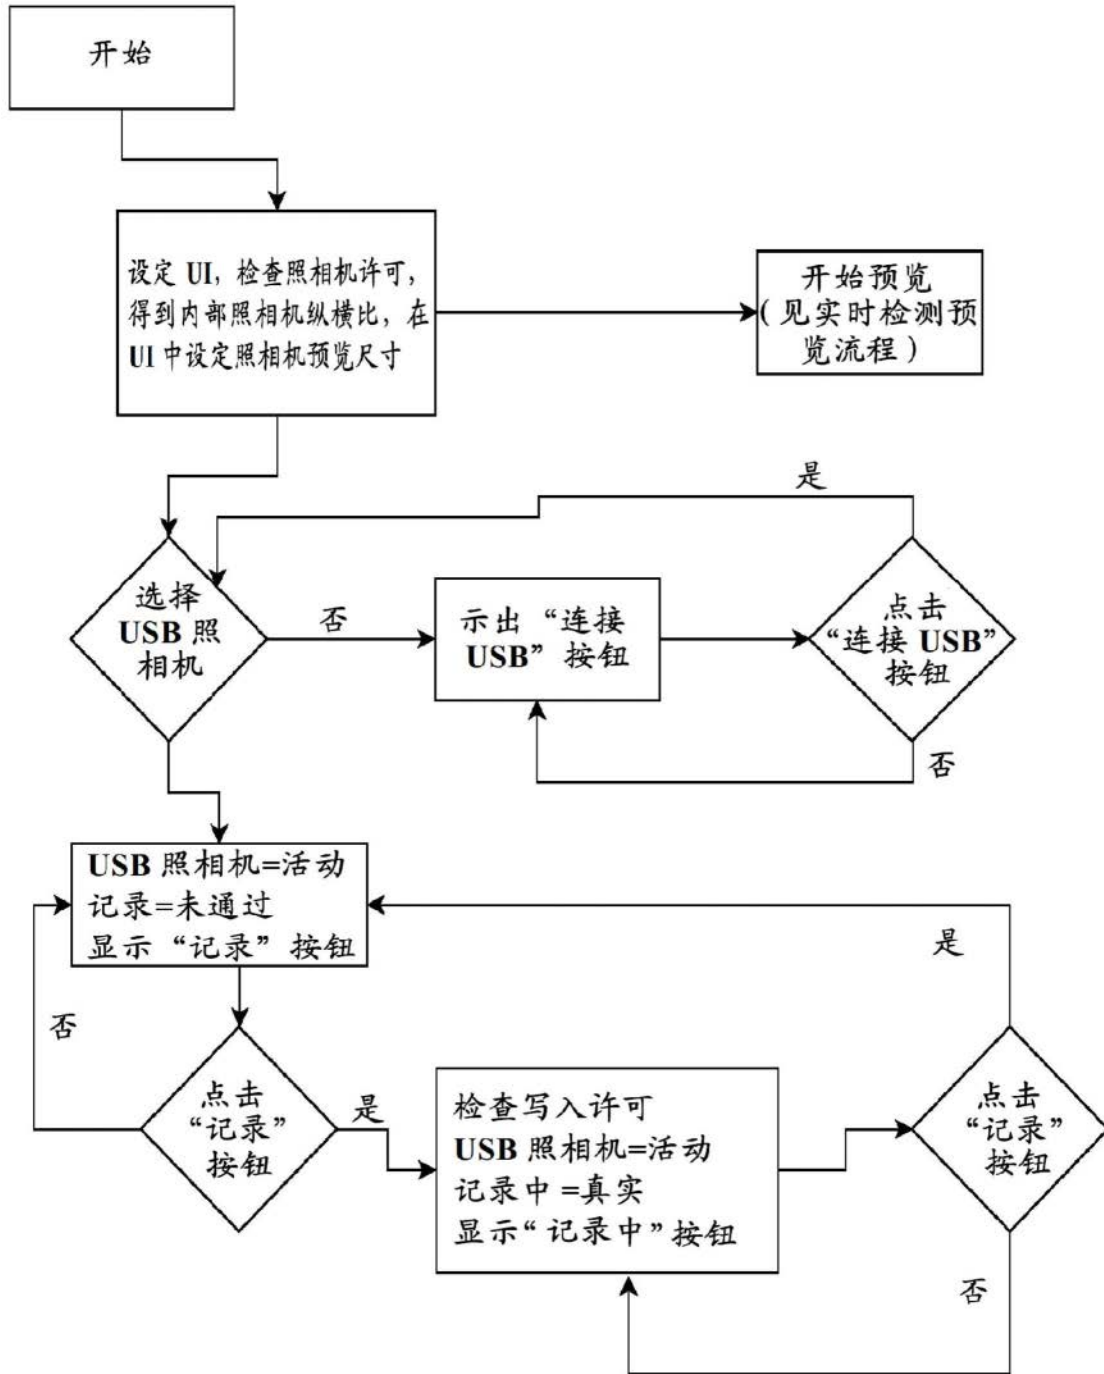 开始
设定 UI，检查照相机许可，
得到内部照相机纵横比，在
UI 中设定照相机预览尺寸
开始预览
（见实时检测预
览流程）
是
选择
USB 照
相机
否
示出“连接
USB”按钮
点击
“连接 USB”
按钮
否
USB 照相机=活动
记录=未通过
显示“记录”按钮
是
否
点击
“记录”
按钮
是
检查写入许可
USB 照相机=活动
记录中=真实
显示“记录中”按钮
点击
“记录”
按钮
否